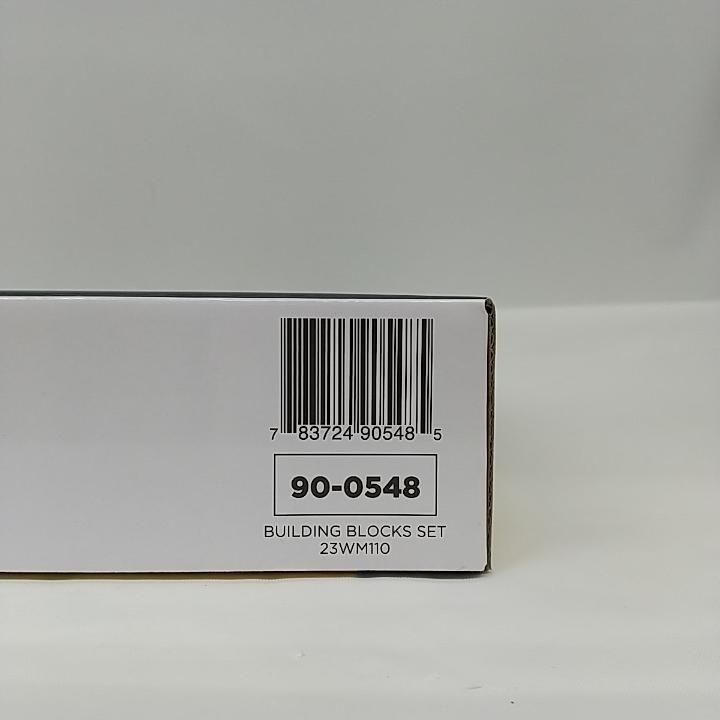 7 83724 90548 5
90-0548
BUILDING BLOCKS SET
23WM110